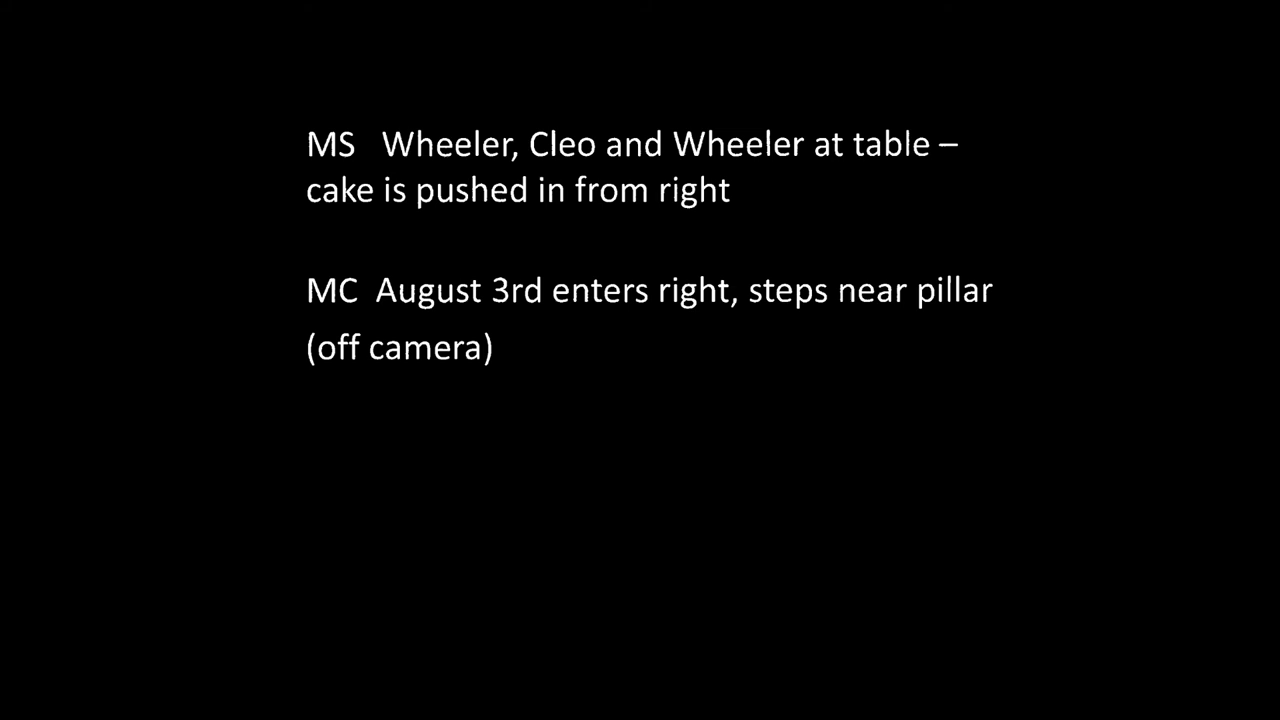 MS Wheeler, Cleo and Wheeler at table –
cake is pushed in from right
MC August 3rd enters right, steps near pillar
(off camera)